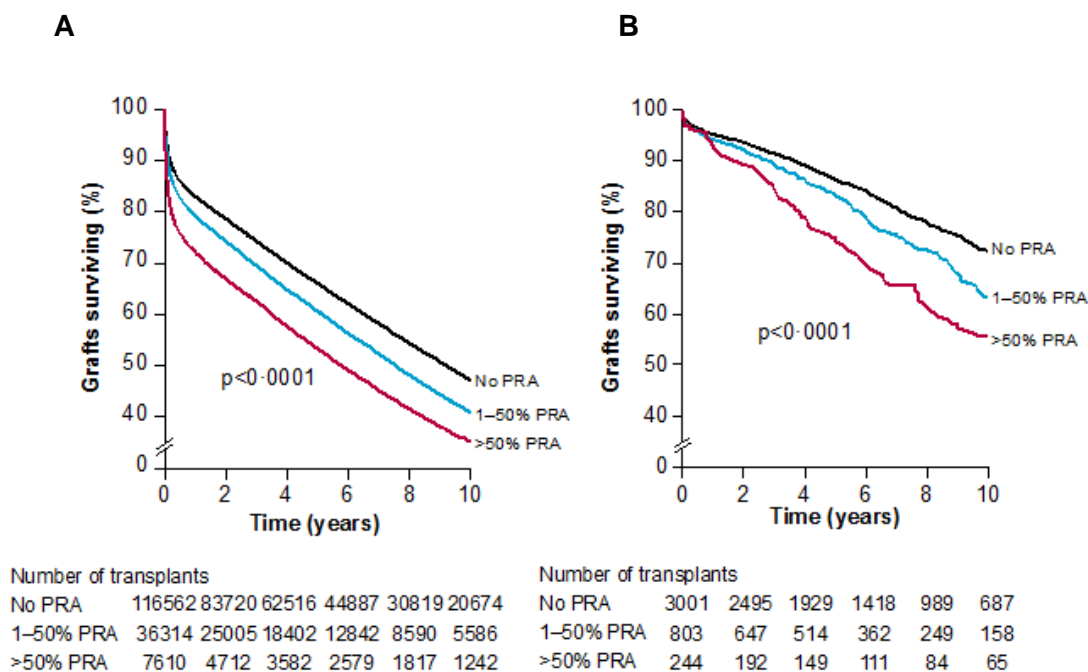 A
B
Grafts surviving (%)
100
90
80
70
60
50
40
0
p<0·0001
No PRA
1–50% PRA
>50% PRA
0 2 4 6 8 10
Time (years)
Grafts surviving (%)
100
90
80
70
60
50
40
0
p<0·0001
No PRA
1–50% PRA
>50% PRA
0 2 4 6 8 10
Time (years)
Number of transplants
No PRA 116562 83720 62516 44887 30819 20674
1–50% PRA 36314 25005 18402 12842 8590 5586
>50% PRA 7610 4712 3582 2579 1817 1242
Number of transplants
No PRA 3001 2495 1929 1418 989 687
1–50% PRA 803 647 514 362 249 158
>50% PRA 244 192 149 111 84 65